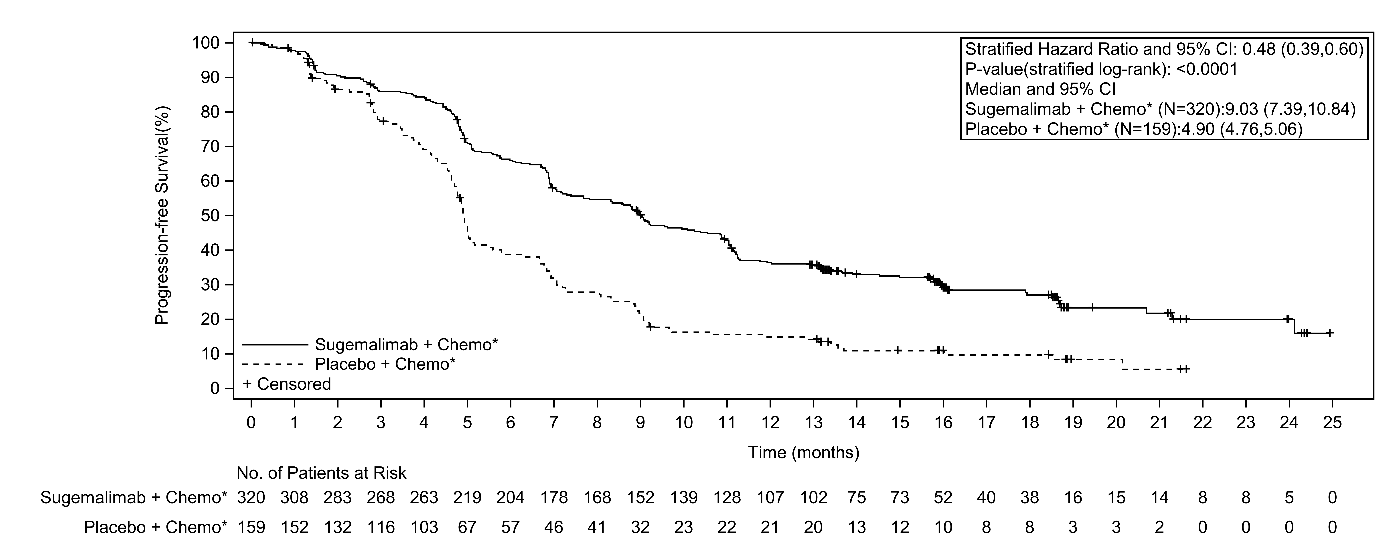 Progression-free Survival(%)
100
90
80
70
60
50
40
30
20
10
0
Stratified Hazard Ratio and 95% CI: 0.48 (0.39,0.60)
P-value(stratified log-rank): <0.0001
Median and 95% CI
Sugemalimab + Chemo* (N=320):9.03 (7.39,10.84)
Placebo + Chemo* (N=159):4.90 (4.76,5.06)
Sugemalimab + Chemo*
Placebo + Chemo*
+ Censored
0 1 2 3 4 5 6 7 8 9 10 11 12 13 14 15 16 17 18 19 20 21 22 23 24 25
Time (months)
No. of Patients at Risk
Sugemalimab + Chemo* 320 308 283 268 263 219 204 178 168 152 139 128 107 102 75 73 52 40 38 16 15 14 8 8 5 0
Placebo + Chemo* 159 152 132 116 103 67 57 46 41 32 23 22 21 20 13 12 10 8 8 3 3 2 0 0 0 0